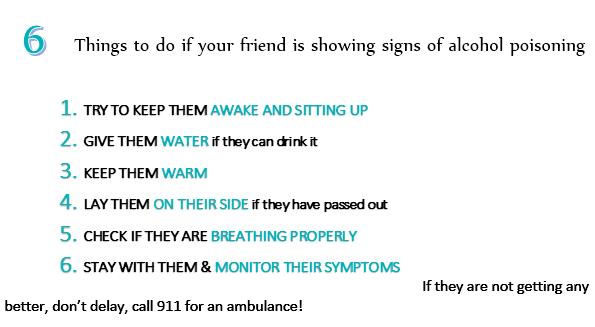 6 Things to do if your friend is showing signs of alcohol poisoning
1. TRY TO KEEP THEM AWAKE AND SITTING UP
2. GIVE THEM WATER if they can drink it
3. KEEP THEM WARM
4. LAY THEM ON THEIR SIDE if they have passed out
5. CHECK IF THEY ARE BREATHING PROPERLY
6. STAY WITH THEM & MONITOR THEIR SYMPTOMS
If they are not getting any
better, don’t delay, call 911 for an ambulance!